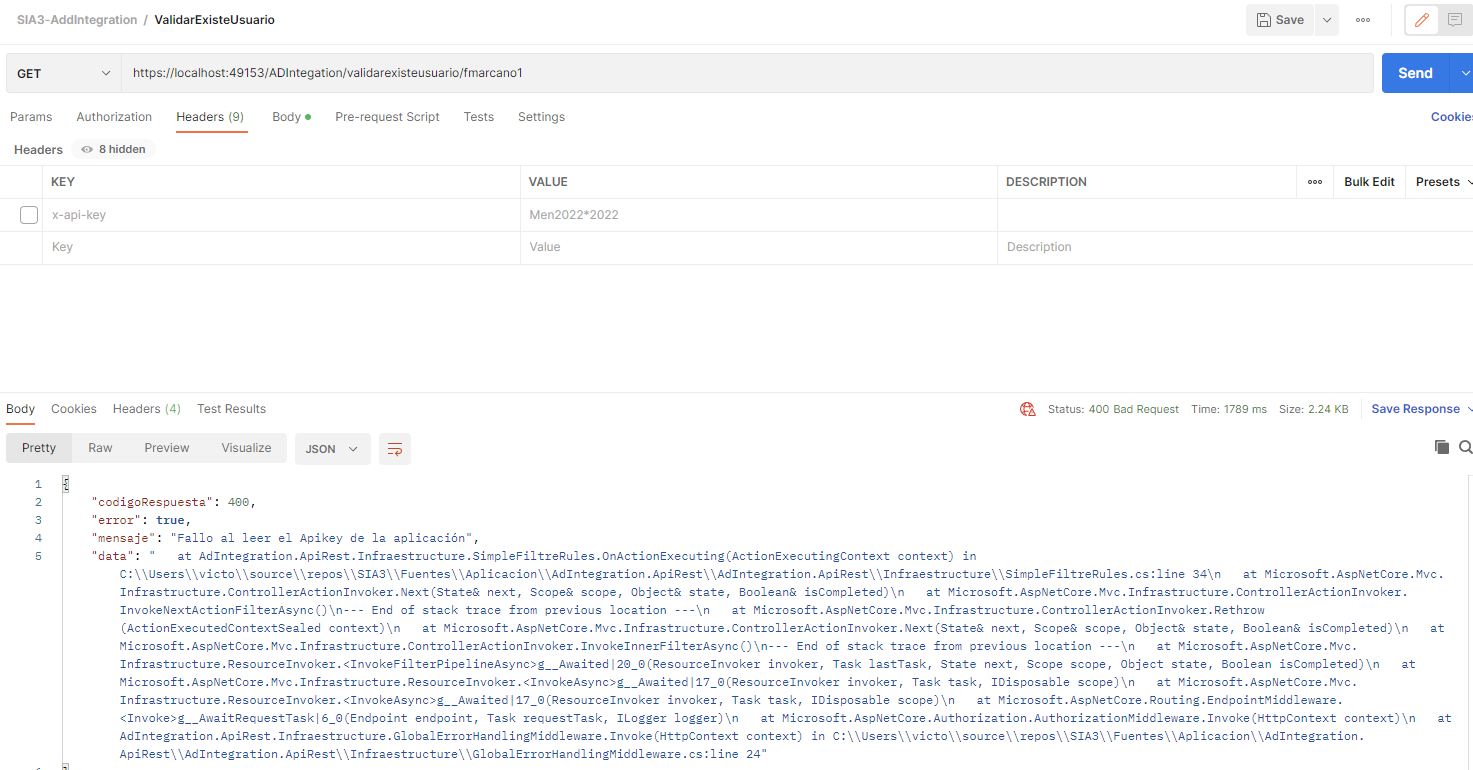 SIA3-AddIntegration / ValidarExisteUsuario
Save
GET
https://localhost:49153/ADIntegation/validarexisteusuario/fmarcano1
Send
Params Authorization Headers (9) Body Pre-request Script Tests Settings Cookies
Headers 8 hidden
KEY VALUE DESCRIPTION Bulk Edit Presets
x-api-key Men2022*2022
Key Value Description
Body Cookies Headers (4) Test Results Status: 400 Bad Request Time: 1789 ms Size: 2.24 KB Save Response
Pretty Raw Preview Visualize JSON
1 {
2 "codigoRespuesta": 400,
3 "error": true,
4 "mensaje": "Fallo al leer el Apikey de la aplicación",
5 "data": "   at AdIntegration.ApiRest.Infraestructure.SimpleFiltreRules.OnActionExecuting(ActionExecutingContext context) in
C:\\Users\\victo\\source\\repos\\SIA3\\Fuentes\\Aplicacion\\AdIntegration.ApiRest\\AdIntegration.ApiRest\\Infraestructure\\SimpleFiltreRules.cs:line 34\n   at Microsoft.AspNetCore.Mvc.
Infrastructure.ControllerActionInvoker.Next(State& next, Scope& scope, Object& state, Boolean& isCompleted)\n   at Microsoft.AspNetCore.Mvc.Infrastructure.ControllerActionInvoker.
InvokeNextActionFilterAsync()\n--- End of stack trace from previous location ---\n   at Microsoft.AspNetCore.Mvc.Infrastructure.ControllerActionInvoker.Rethrow
(ActionExecutedContextSealed context)\n   at Microsoft.AspNetCore.Mvc.Infrastructure.ControllerActionInvoker.Next(State& next, Scope& scope, Object& state, Boolean& isCompleted)\n   at
Microsoft.AspNetCore.Mvc.Infrastructure.ControllerActionInvoker.InvokeInnerFilterAsync()\n--- End of stack trace from previous location ---\n   at Microsoft.AspNetCore.Mvc.
Infrastructure.ResourceInvoker.<InvokeFilterPipelineAsync>g__Awaited|20_0(ResourceInvoker invoker, Task lastTask, State next, Scope scope, Object state, Boolean isCompleted)\n   at
Microsoft.AspNetCore.Mvc.Infrastructure.ResourceInvoker.<InvokeAsync>g__Awaited|17_0(ResourceInvoker invoker, Task task, IDisposable scope)\n   at Microsoft.AspNetCore.Mvc.
Infrastructure.ResourceInvoker.<InvokeAsync>g__Awaited|17_0(ResourceInvoker invoker, Task task, IDisposable scope)\n   at Microsoft.AspNetCore.Routing.EndpointMiddleware.
<Invoke>g__AwaitRequestTask|6_0(Endpoint endpoint, Task requestTask, ILogger logger)\n   at Microsoft.AspNetCore.Authorization.AuthorizationMiddleware.Invoke(HttpContext context)\n   at
AdIntegration.ApiRest.Infraestructure.GlobalErrorHandlingMiddleware.Invoke(HttpContext context) in C:\\Users\\victo\\source\\repos\\SIA3\\Fuentes\\Aplicacion\\AdIntegration.
ApiRest\\AdIntegration.ApiRest\\Infraestructure\\GlobalErrorHandlingMiddleware.cs:line 24"